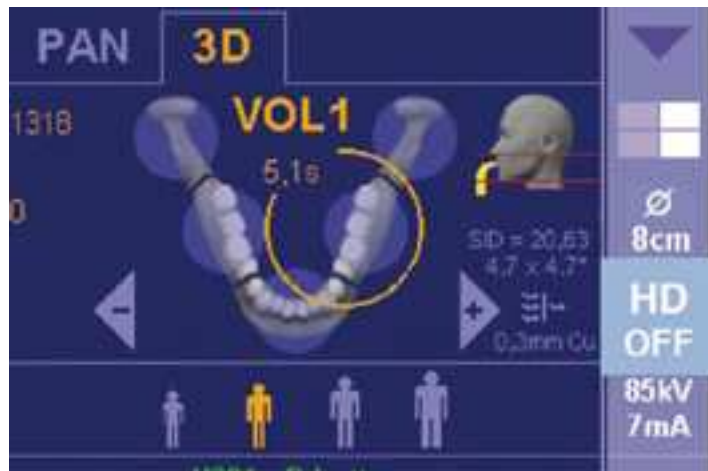 PAN
3D
1318
VOL1
5,1s
0
SID = 20,63
4,7 x 4,7"
0,3mm Cu
-
+
Ø
8cm
HD
OFF
85kV
7mA